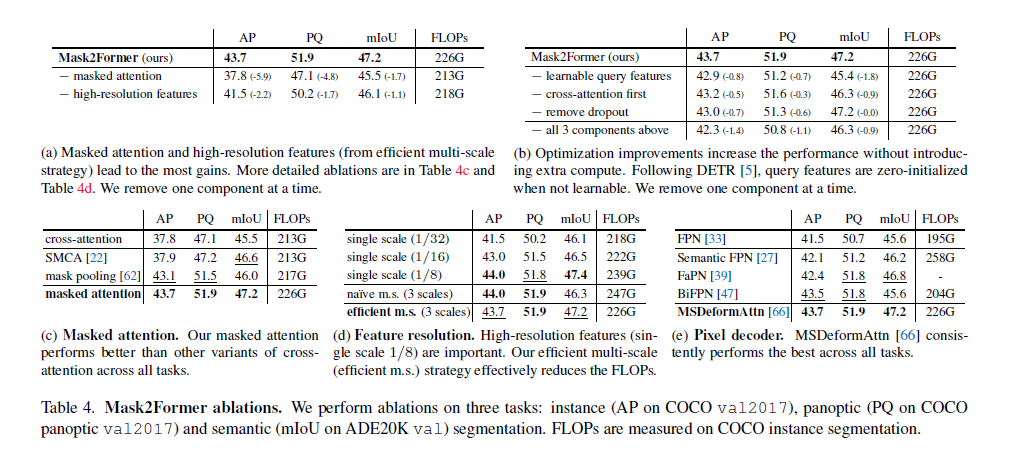 AP PQ mIoU FLOPs
Mask2Former (ours) 43.7 51.9 47.2 226G
− masked attention 37.8 (-5.9) 47.1 (-4.8) 45.5 (-1.7) 213G
− high-resolution features 41.5 (-2.2) 50.2 (-1.7) 46.1 (-1.1) 218G
(a) Masked attention and high-resolution features (from efficient multi-scale
strategy) lead to the most gains. More detailed ablations are in Table 4c and
Table 4d. We remove one component at a time.
AP PQ mIoU FLOPs
Mask2Former (ours) 43.7 51.9 47.2 226G
− learnable query features 42.9 (-0.8) 51.2 (-0.7) 45.4 (-1.8) 226G
− cross-attention first 43.2 (-0.5) 51.6 (-0.3) 46.3 (-0.9) 226G
− remove dropout 43.0 (-0.7) 51.3 (-0.6) 47.2 (-0.0) 226G
− all 3 components above 42.3 (-1.4) 50.8 (-1.1) 46.3 (-0.9) 226G
(b) Optimization improvements increase the performance without introduc-
ing extra compute. Following DETR [5], query features are zero-initialized
when not learnable. We remove one component at a time.
AP PQ mIoU FLOPs
cross-attention 37.8 47.1 45.5 213G
SMCA [22] 37.9 47.2 46.6 213G
mask pooling [62] 43.1 51.5 46.0 217G
masked attention 43.7 51.9 47.2 226G
(c) Masked attention. Our masked attention
performs better than other variants of cross-
attention across all tasks.
AP PQ mIoU FLOPs
single scale (1/32) 41.5 50.2 46.1 218G
single scale (1/16) 43.0 51.5 46.5 222G
single scale (1/8) 44.0 51.8 47.4 239G
naïve m.s. (3 scales) 44.0 51.9 46.3 247G
efficient m.s. (3 scales) 43.7 51.9 47.2 226G
(d) Feature resolution. High-resolution features (sin-
gle scale 1/8) are important. Our efficient multi-scale
(efficient m.s.) strategy effectively reduces the FLOPs.
AP PQ mIoU FLOPs
FPN [33] 41.5 50.7 45.6 195G
Semantic FPN [27] 42.1 51.2 46.2 258G
FaPN [39] 42.4 51.8 46.8 -
BiFPN [47] 43.5 51.8 45.6 204G
MSDeformAttn [66] 43.7 51.9 47.2 226G
(e) Pixel decoder. MSDeformAttn [66] consis-
tently performs the best across all tasks.
Table 4. Mask2Former ablations. We perform ablations on three tasks: instance (AP on COCO val2017), panoptic (PQ on COCO
panoptic val2017) and semantic (mIoU on ADE20K val) segmentation. FLOPs are measured on COCO instance segmentation.